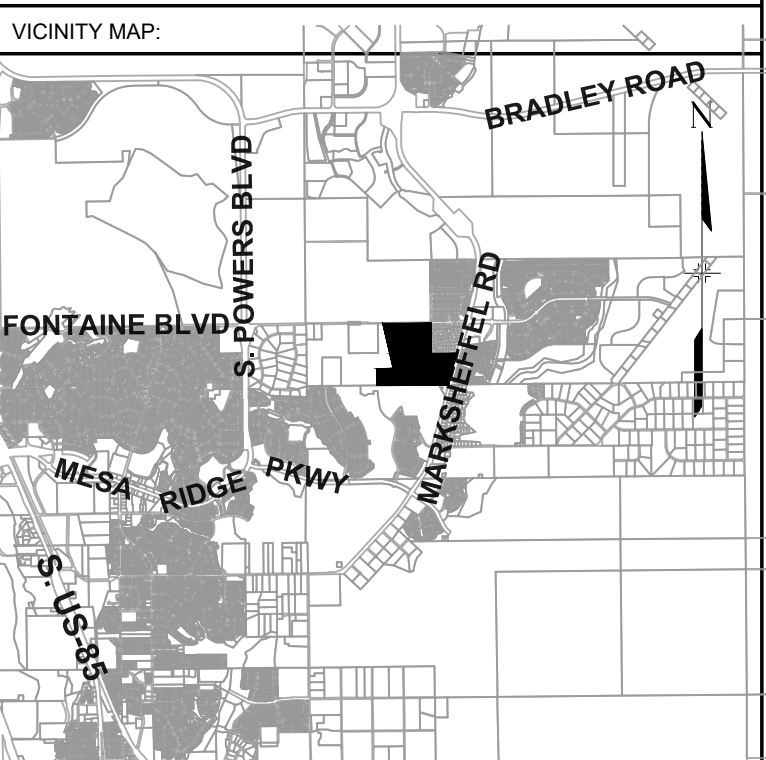 VICINITY MAP:
BRADLEY ROAD
N
S. POWERS BLVD
FONTAINE BLVD
MARKSHEFFEL RD
MESA RIDGE PKWY
S. US-85